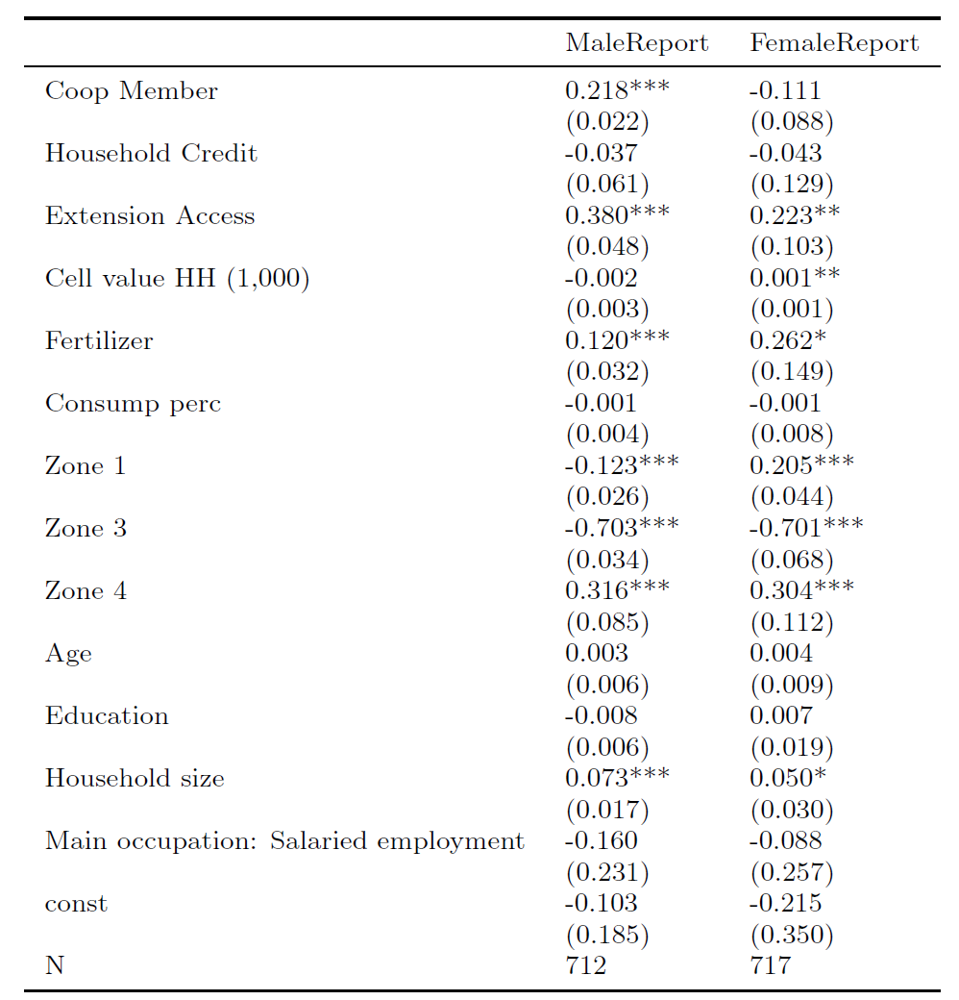 MaleReport FemaleReport
Coop Member 0.218*** -0.111
(0.022) (0.088)
Household Credit -0.037 -0.043
(0.061) (0.129)
Extension Access 0.380*** 0.223**
(0.048) (0.103)
Cell value HH (1,000) -0.002 0.001**
(0.003) (0.001)
Fertilizer 0.120*** 0.262*
(0.032) (0.149)
Consump perc -0.001 -0.001
(0.004) (0.008)
Zone 1 -0.123*** 0.205***
(0.026) (0.044)
Zone 3 -0.703*** -0.701***
(0.034) (0.068)
Zone 4 0.316*** 0.304***
(0.085) (0.112)
Age 0.003 0.004
(0.006) (0.009)
Education -0.008 0.007
(0.006) (0.019)
Household size 0.073*** 0.050*
(0.017) (0.030)
Main occupation: Salaried employment -0.160 -0.088
(0.231) (0.257)
const -0.103 -0.215
(0.185) (0.350)
N 712 717